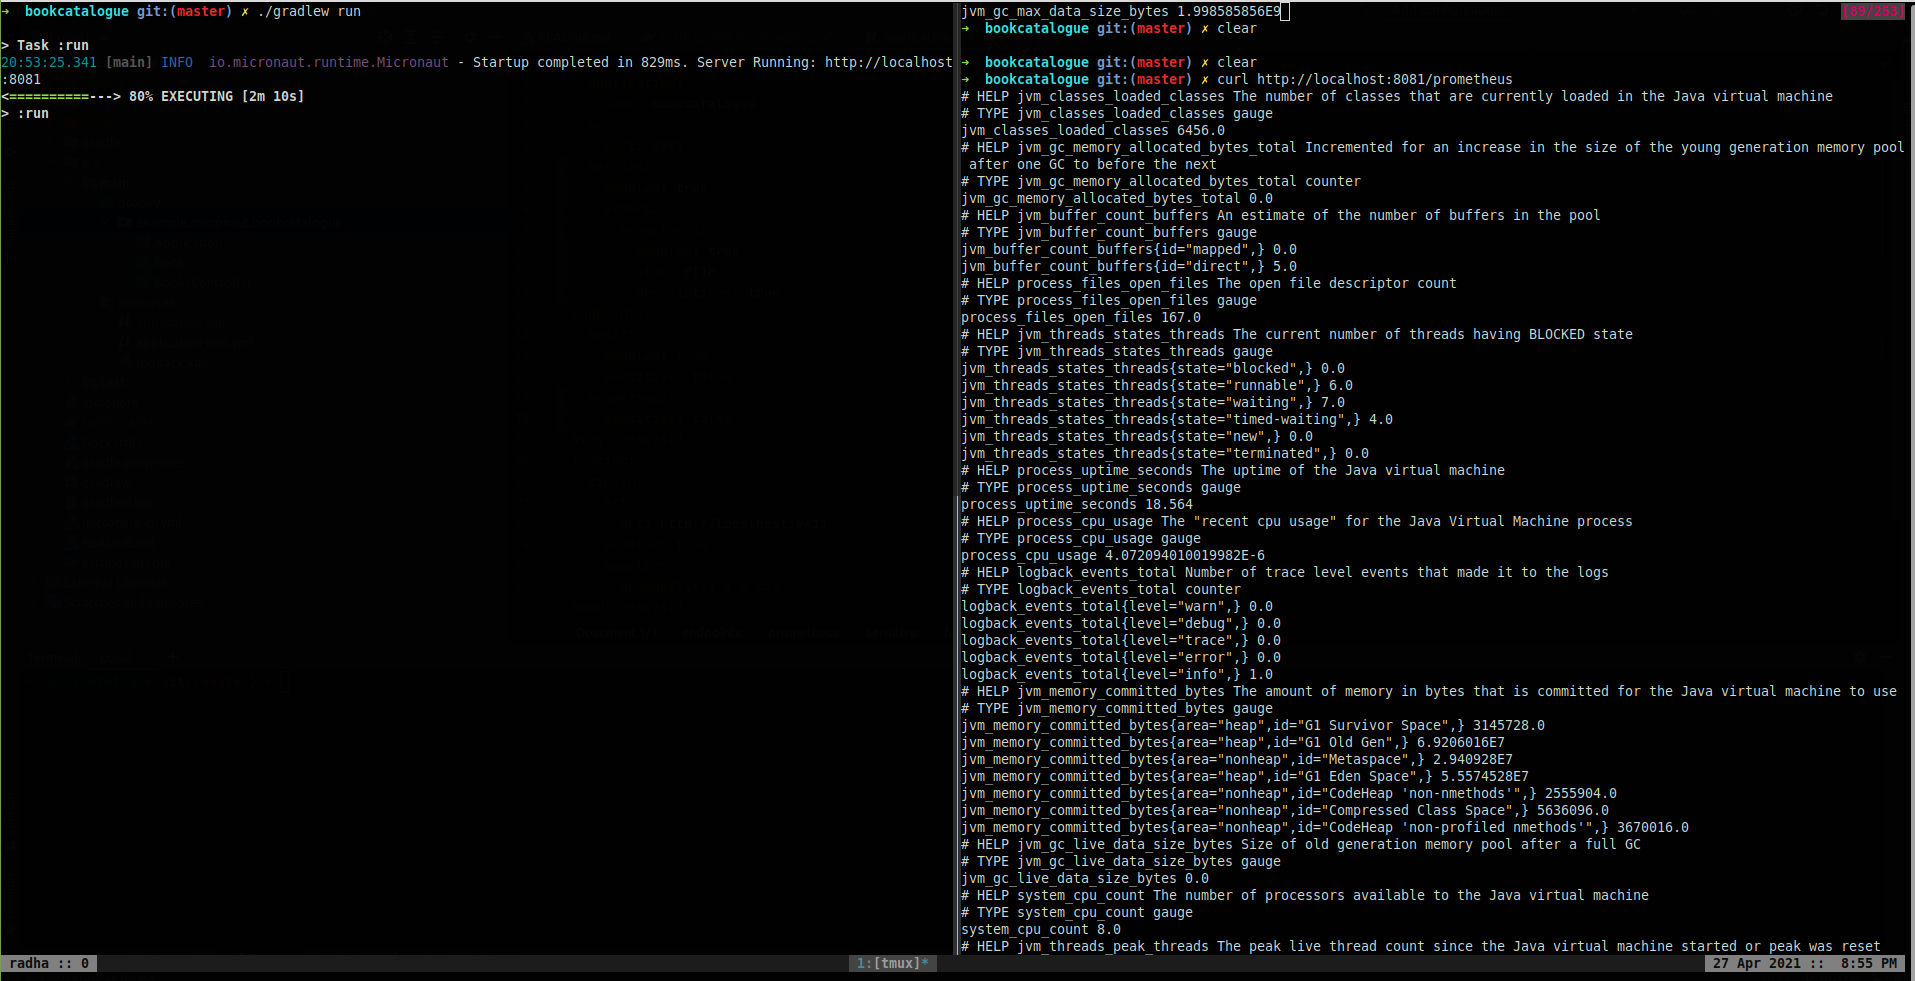 ➜  bookcatalogue git:(master) ✗ ./gradlew run
> Task :run
20:53:25.341 [main] INFO  io.micronaut.runtime.Micronaut - Startup completed in 829ms. Server Running: http://localhost
:8081
<==========---> 80% EXECUTING [2m 10s]
> :run
jvm_gc_max_data_size_bytes 1.998585856E9
[89/253]
➜  bookcatalogue git:(master) ✗ clear
➜  bookcatalogue git:(master) ✗ clear
➜  bookcatalogue git:(master) ✗ curl http://localhost:8081/prometheus
# HELP jvm_classes_loaded_classes The number of classes that are currently loaded in the Java virtual machine
# TYPE jvm_classes_loaded_classes gauge
jvm_classes_loaded_classes 6456.0
# HELP jvm_gc_memory_allocated_bytes_total Incremented for an increase in the size of the young generation memory pool
 after one GC to before the next
# TYPE jvm_gc_memory_allocated_bytes_total counter
jvm_gc_memory_allocated_bytes_total 0.0
# HELP jvm_buffer_count_buffers An estimate of the number of buffers in the pool
# TYPE jvm_buffer_count_buffers gauge
jvm_buffer_count_buffers{id="mapped",} 0.0
jvm_buffer_count_buffers{id="direct",} 5.0
# HELP process_files_open_files The open file descriptor count
# TYPE process_files_open_files gauge
process_files_open_files 167.0
# HELP jvm_threads_states_threads The current number of threads having BLOCKED state
# TYPE jvm_threads_states_threads gauge
jvm_threads_states_threads{state="blocked",} 0.0
jvm_threads_states_threads{state="runnable",} 6.0
jvm_threads_states_threads{state="waiting",} 7.0
jvm_threads_states_threads{state="timed-waiting",} 4.0
jvm_threads_states_threads{state="new",} 0.0
jvm_threads_states_threads{state="terminated",} 0.0
# HELP process_uptime_seconds The uptime of the Java virtual machine
# TYPE process_uptime_seconds gauge
process_uptime_seconds 18.564
# HELP process_cpu_usage The "recent cpu usage" for the Java Virtual Machine process
# TYPE process_cpu_usage gauge
process_cpu_usage 4.072094010019982E-6
# HELP logback_events_total Number of trace level events that made it to the logs
# TYPE logback_events_total counter
logback_events_total{level="warn",} 0.0
logback_events_total{level="debug",} 0.0
logback_events_total{level="trace",} 0.0
logback_events_total{level="error",} 0.0
logback_events_total{level="info",} 1.0
# HELP jvm_memory_committed_bytes The amount of memory in bytes that is committed for the Java virtual machine to use
# TYPE jvm_memory_committed_bytes gauge
jvm_memory_committed_bytes{area="heap",id="G1 Survivor Space",} 3145728.0
jvm_memory_committed_bytes{area="heap",id="G1 Old Gen",} 6.9206016E7
jvm_memory_committed_bytes{area="nonheap",id="Metaspace",} 2.940928E7
jvm_memory_committed_bytes{area="heap",id="G1 Eden Space",} 5.5574528E7
jvm_memory_committed_bytes{area="nonheap",id="CodeHeap 'non-nmethods'",} 2555904.0
jvm_memory_committed_bytes{area="nonheap",id="Compressed Class Space",} 5636096.0
jvm_memory_committed_bytes{area="nonheap",id="CodeHeap 'non-profiled nmethods'",} 3670016.0
# HELP jvm_gc_live_data_size_bytes Size of old generation memory pool after a full GC
# TYPE jvm_gc_live_data_size_bytes gauge
jvm_gc_live_data_size_bytes 0.0
# HELP system_cpu_count The number of processors available to the Java virtual machine
# TYPE system_cpu_count gauge
system_cpu_count 8.0
# HELP jvm_threads_peak_threads The peak live thread count since the Java virtual machine started or peak was reset
radha :: 0
1:[tmux]*
27 Apr 2021 ::  8:55 PM